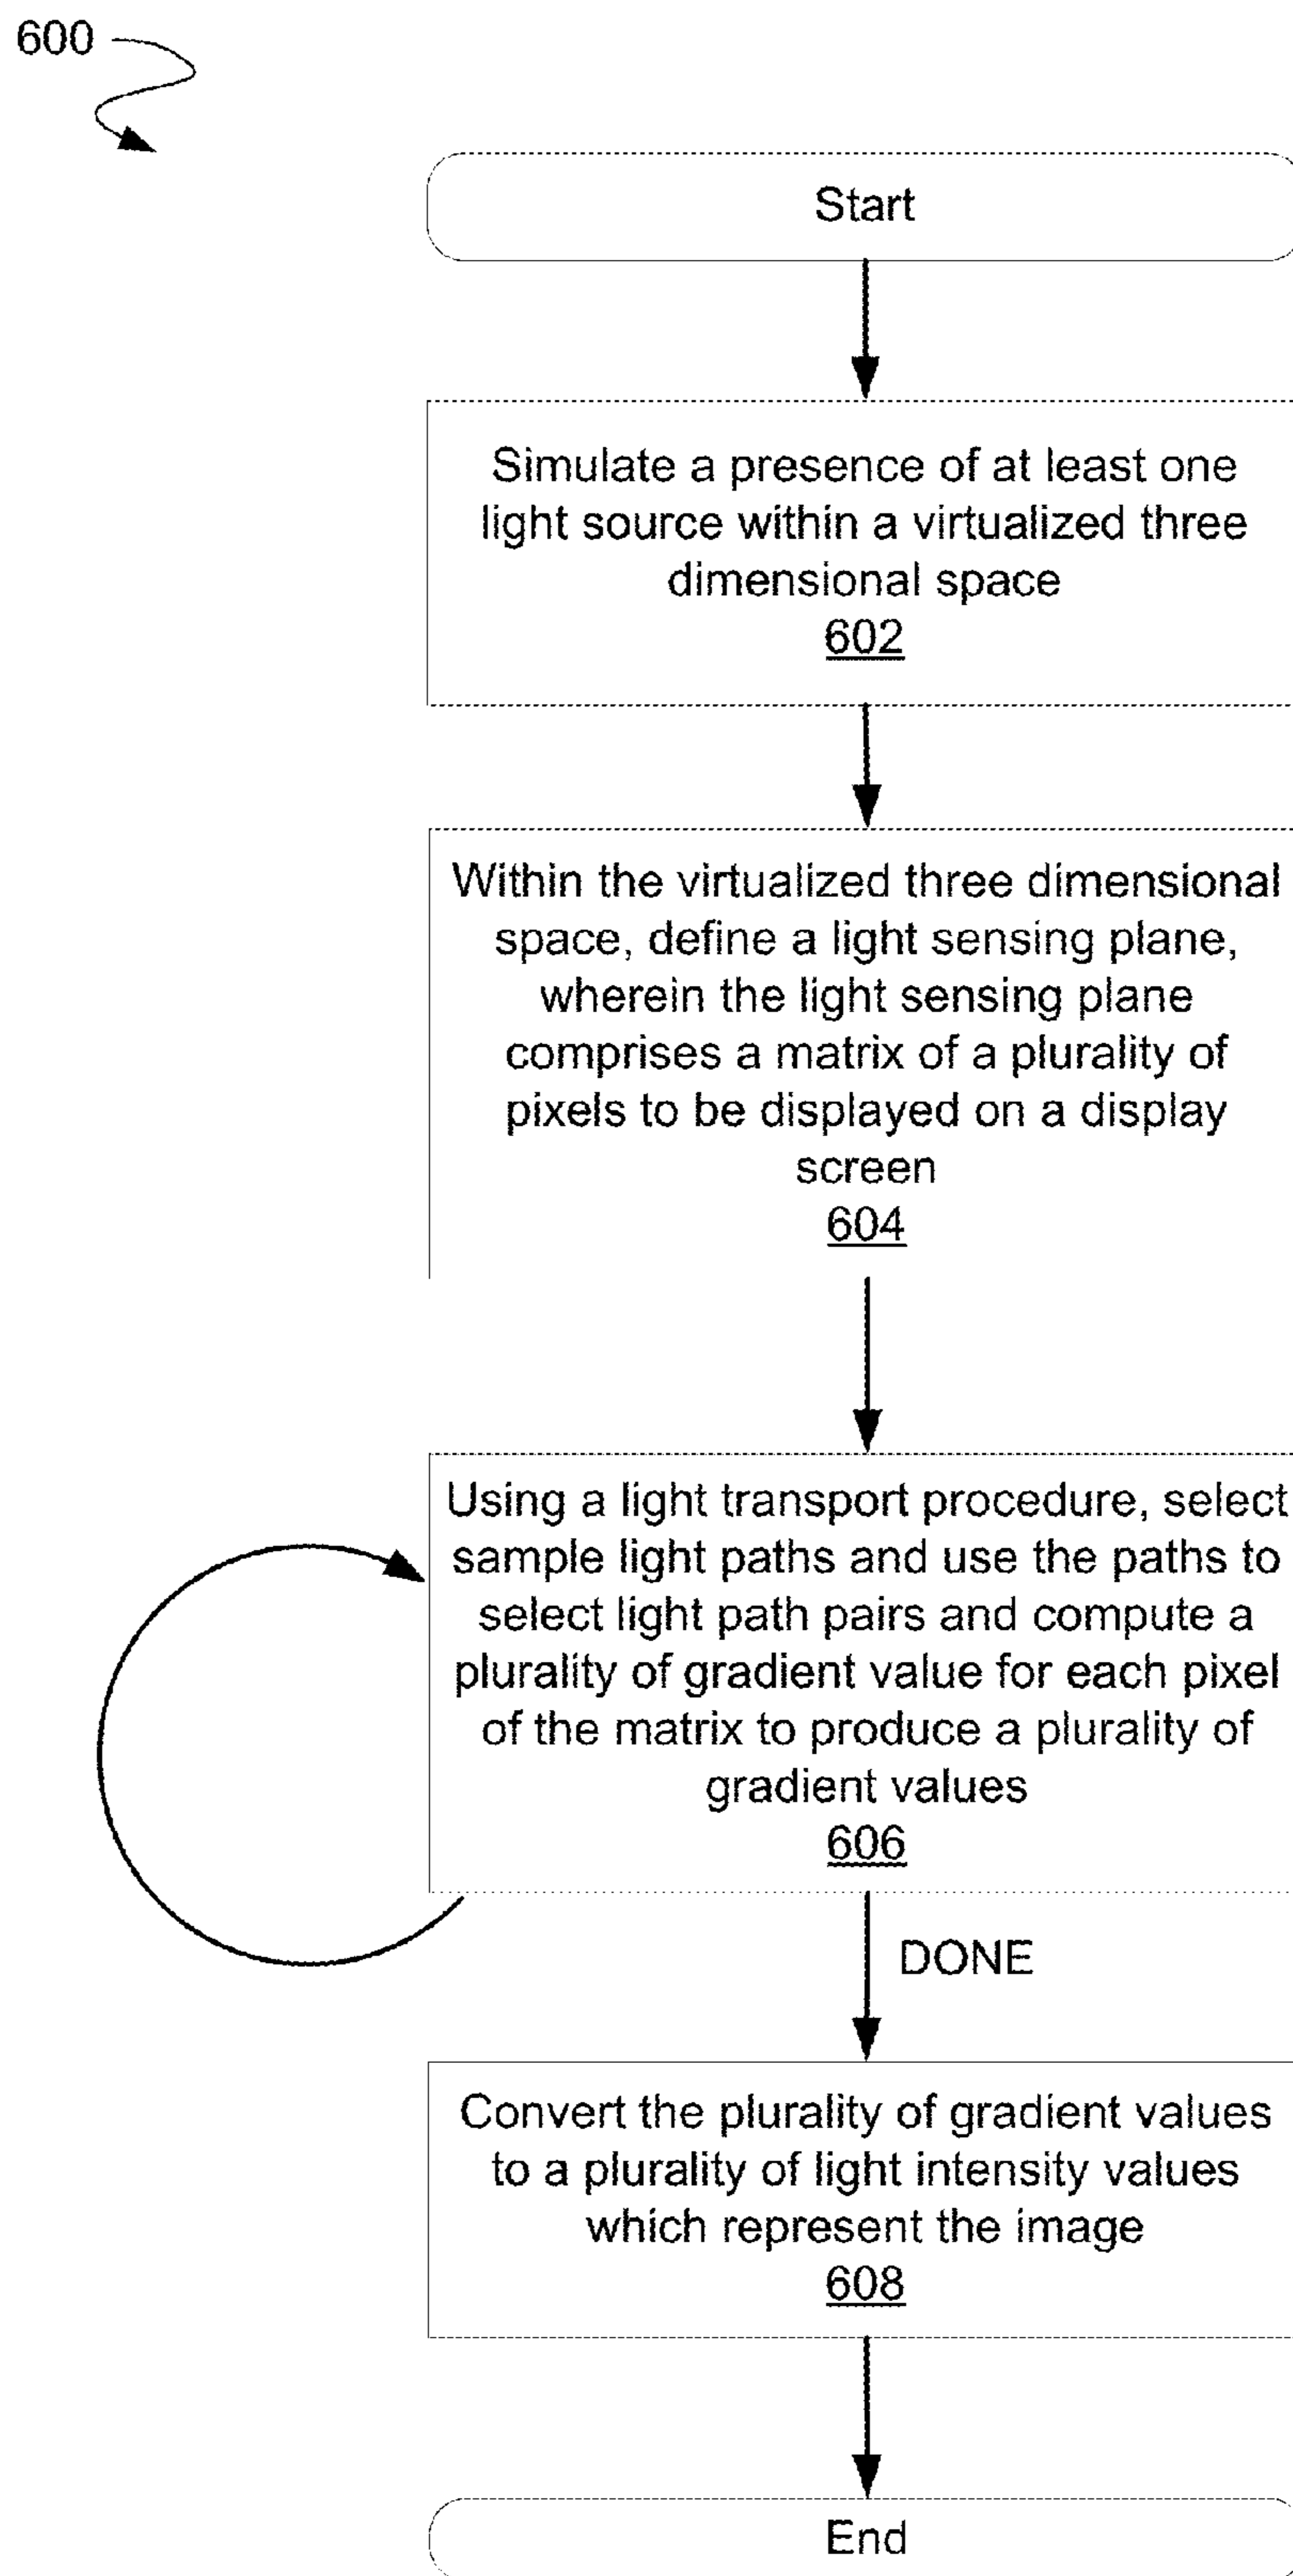 600
Start
Simulate a presence of at least one
light source within a virtualized three
dimensional space
602
Within the virtualized three dimensional
space, define a light sensing plane,
wherein the light sensing plane
comprises a matrix of a plurality of
pixels to be displayed on a display
screen
604
Using a light transport procedure, select
sample light paths and use the paths to
select light path pairs and compute a
plurality of gradient value for each pixel
of the matrix to produce a plurality of
gradient values
606
DONE
Convert the plurality of gradient values
to a plurality of light intensity values
which represent the image
608
End